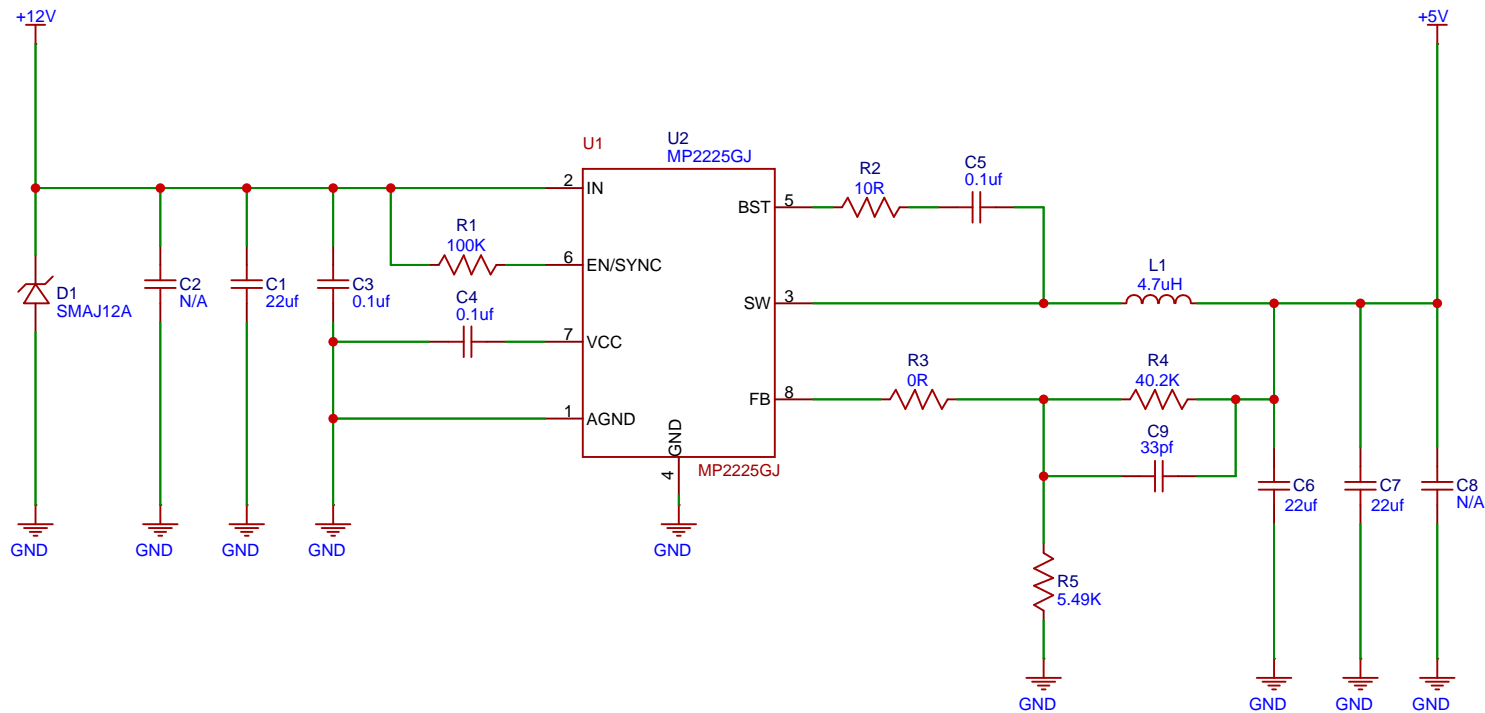 +12V
+5V
U1
U2
MP2225GJ
2
IN
BST
5
R2
10R
C5
0.1uf
R1
100K
6
EN/SYNC
L1
4.7uH
D1
SMAJ12A
C2
N/A
C1
22uf
C3
0.1uf
C4
0.1uf
SW
3
7
VCC
R3
0R
R4
40.2K
FB
8
1
AGND
GND
4
MP2225GJ
C9
33pf
C6
22uf
C7
22uf
C8
N/A
GND
GND
GND
GND
GND
R5
5.49K
GND
GND
GND
GND